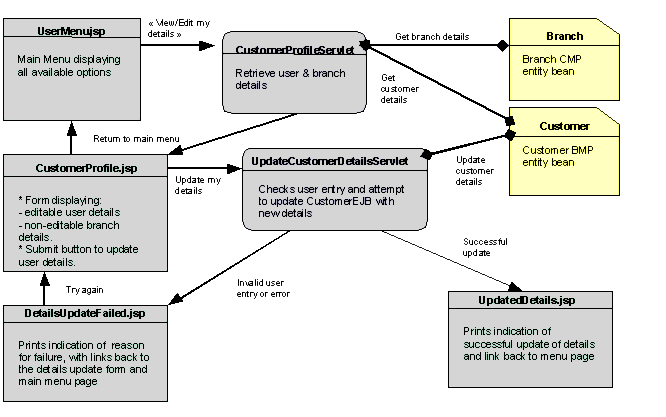 UserMenu.jsp
Main Menu displaying
all available options
« View/Edit my
details »
CustomerProfileServlet
Retrieve user & branch
details
Get branch details
Branch
Branch CMP
entity bean
Get
customer
details
Customer
Customer BMP
entity bean
Return to main menu
CustomerProfile.jsp
* Form displaying:
- editable user details
- non-editable branch
details.
* Submit button to update
user details.
Update my
details
UpdateCustomerDetailsServlet
Checks user entry and attempt
to update CustomerEJB with
new details
Update
customer
details
Successful
update
Invalid user
entry or error
Try again
DetailsUpdateFailed.jsp
Prints indication of reason
for failure, with links back to
the details update form and
main menu page
UpdatedDetails.jsp
Prints indication of
successful update of details
and link back to menu page